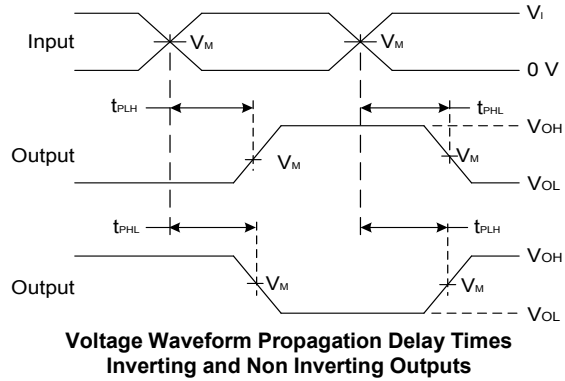 VI
Input VM VM
0 V
tPLH tPHL
VOH
Output VM VM
VOL
tPHL tPLH
VOH
Output VM VM
VOL
Voltage Waveform Propagation Delay Times
Inverting and Non Inverting Outputs